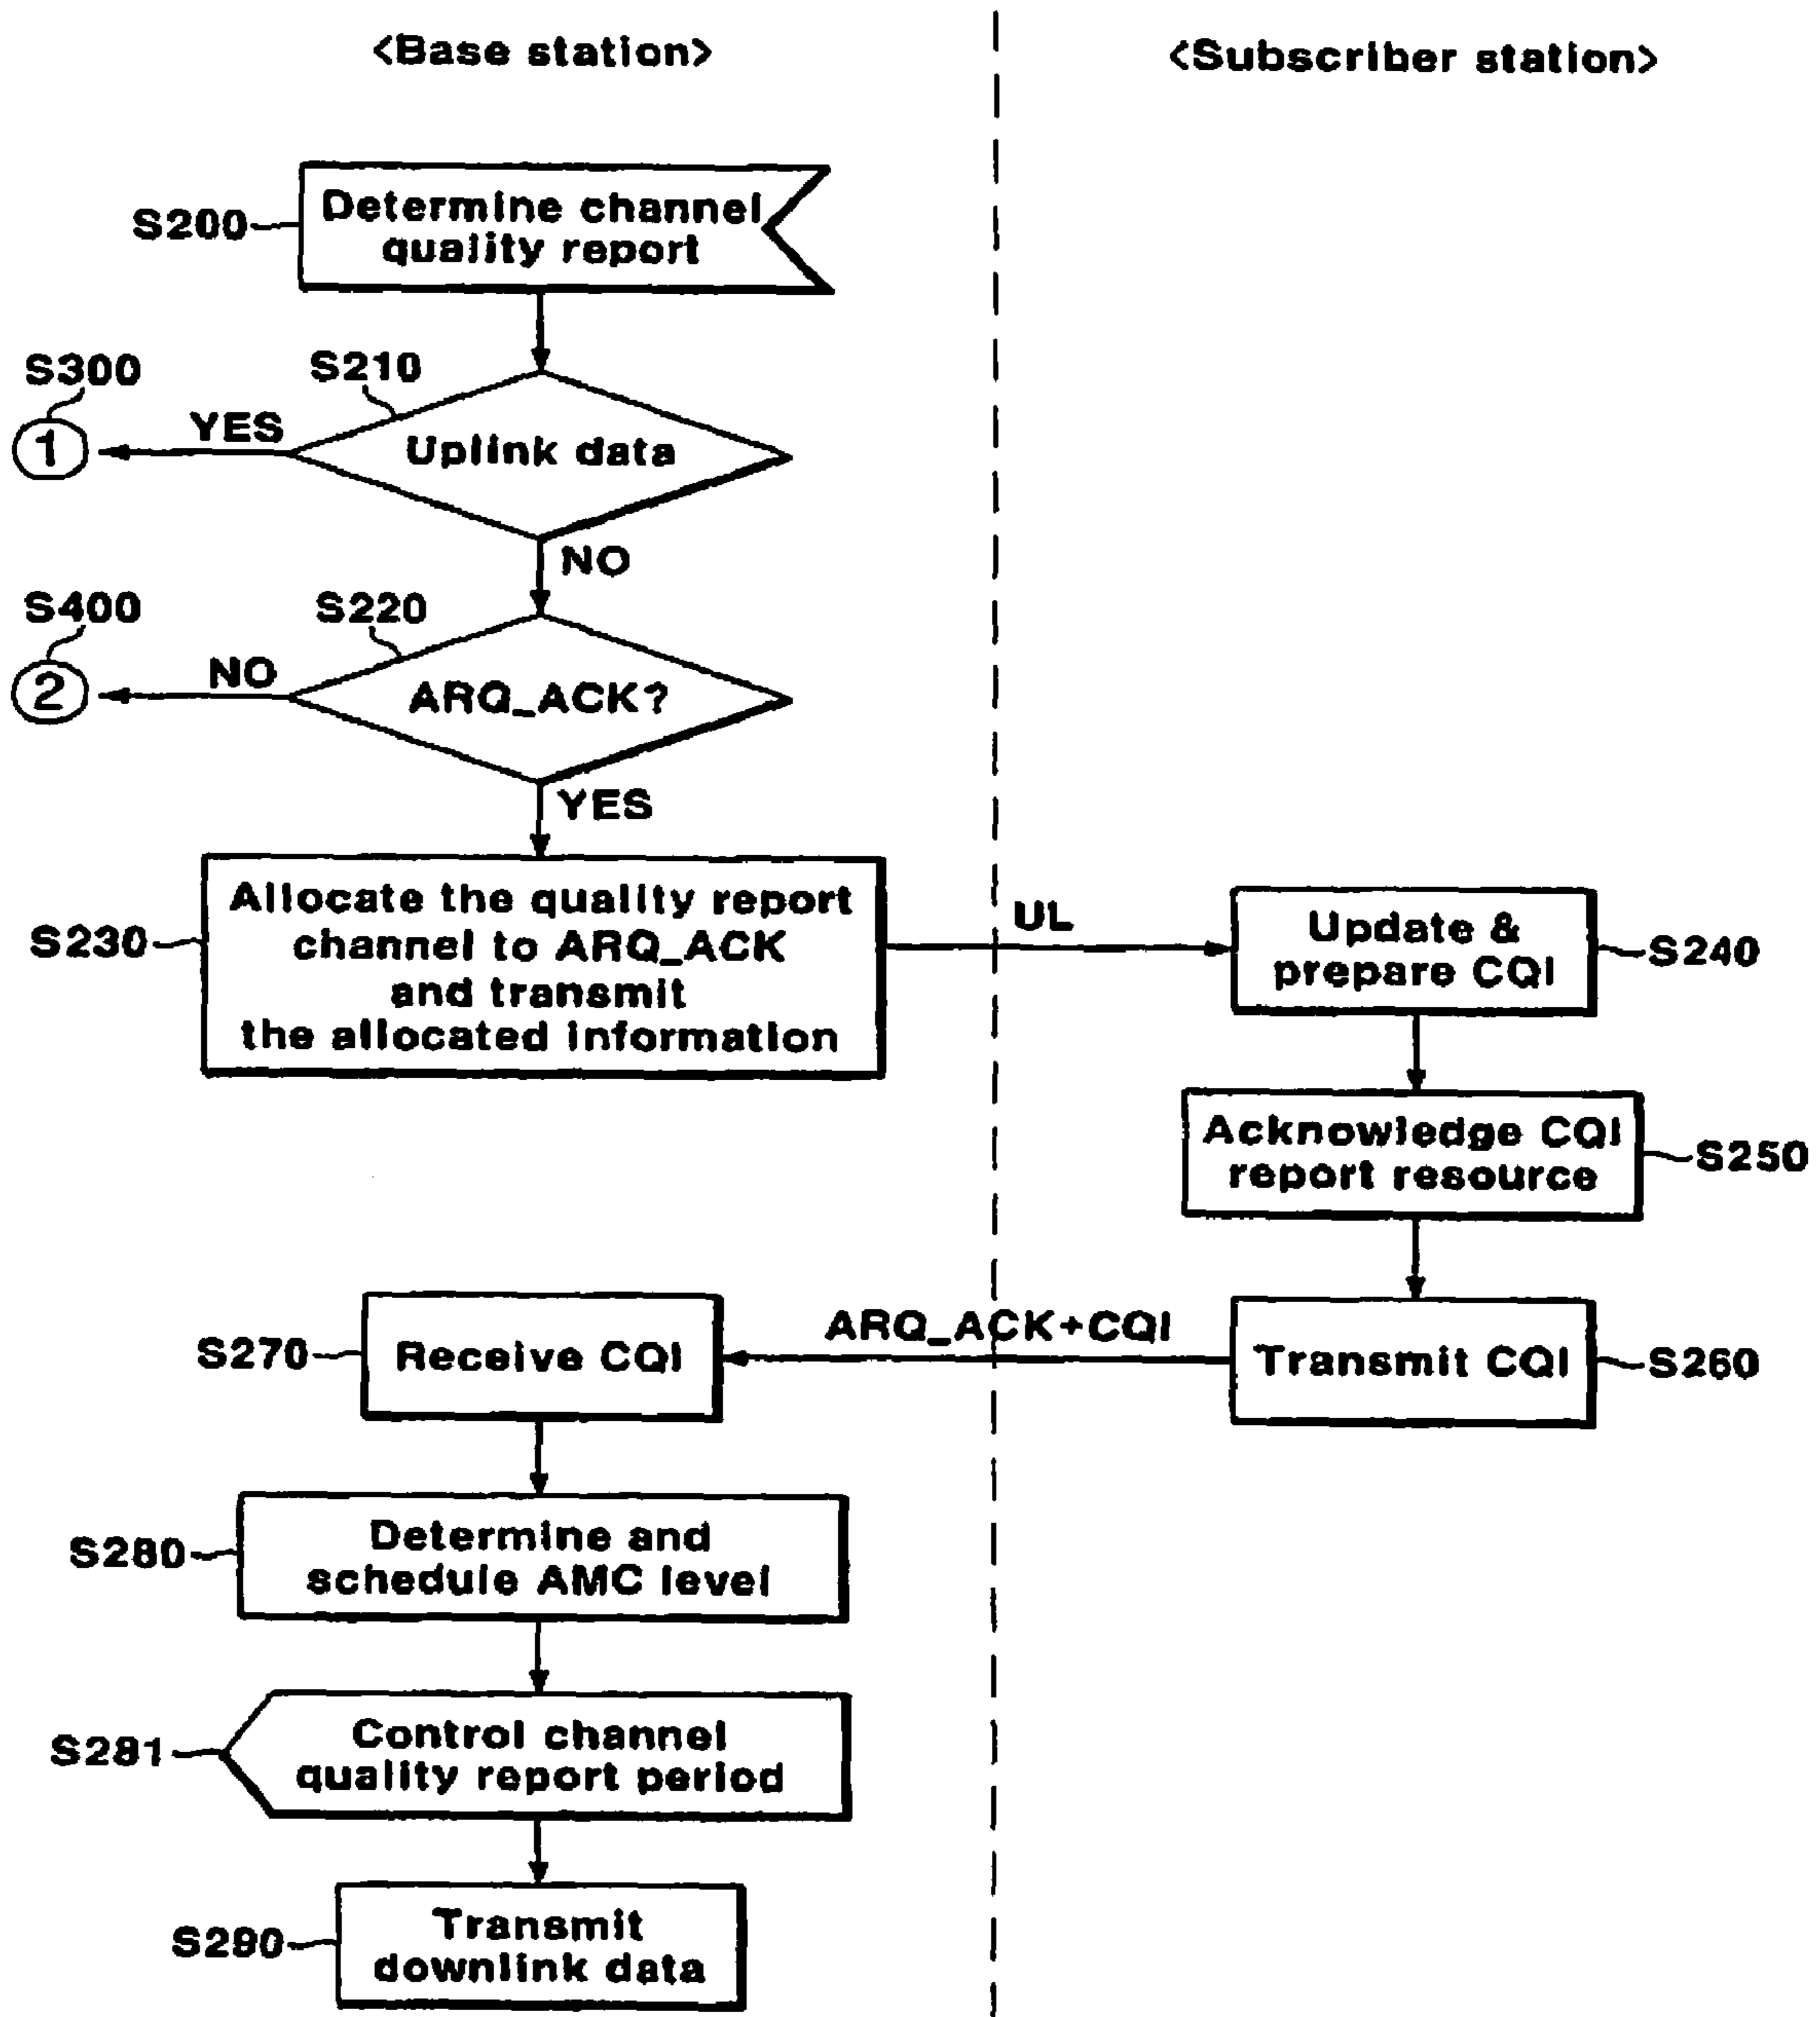 <Base station>
<Subscriber station>
S200
Determine channel
quality report
S300
S210
1
YES
Uplink data
NO
S400
S220
2
NO
ARQ_ACK?
YES
S230
Allocate the quality report
channel to ARQ_ACK
and transmit
the allocated information
UL
Update &
prepare CQI
S240
Acknowledge CQI
report resource
S250
S270
Receive CQI
ARQ_ACK+CQI
Transmit CQI
S260
S280
Determine and
schedule AMC level
S281
Control channel
quality report period
S290
Transmit
downlink data